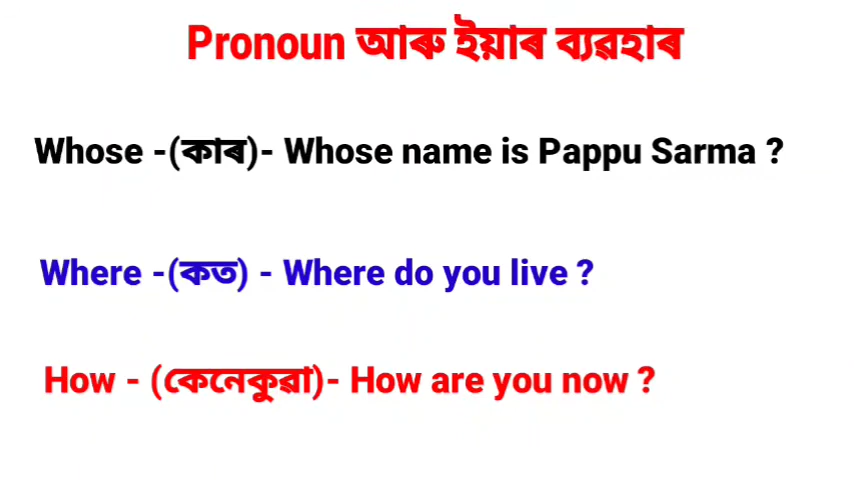 Pronoun আৰু ইয়াৰ ব্যৱহাৰ
Whose -(কাৰ)- Whose name is Pappu Sarma ?
Where -(কত) - Where do you live ?
How - (কেনেকুৱা)- How are you now ?